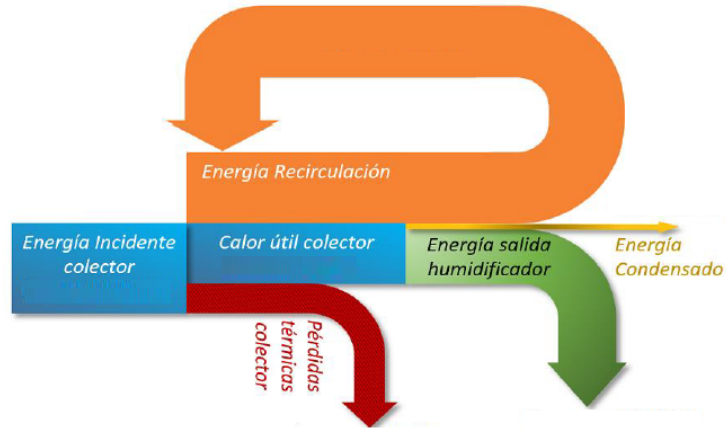 Energía Recirculación
Energía Incidente
colector
Calor útil colector
Energía salida
humidificador
Energía
Condensado
Pérdidas
térmicas
colector